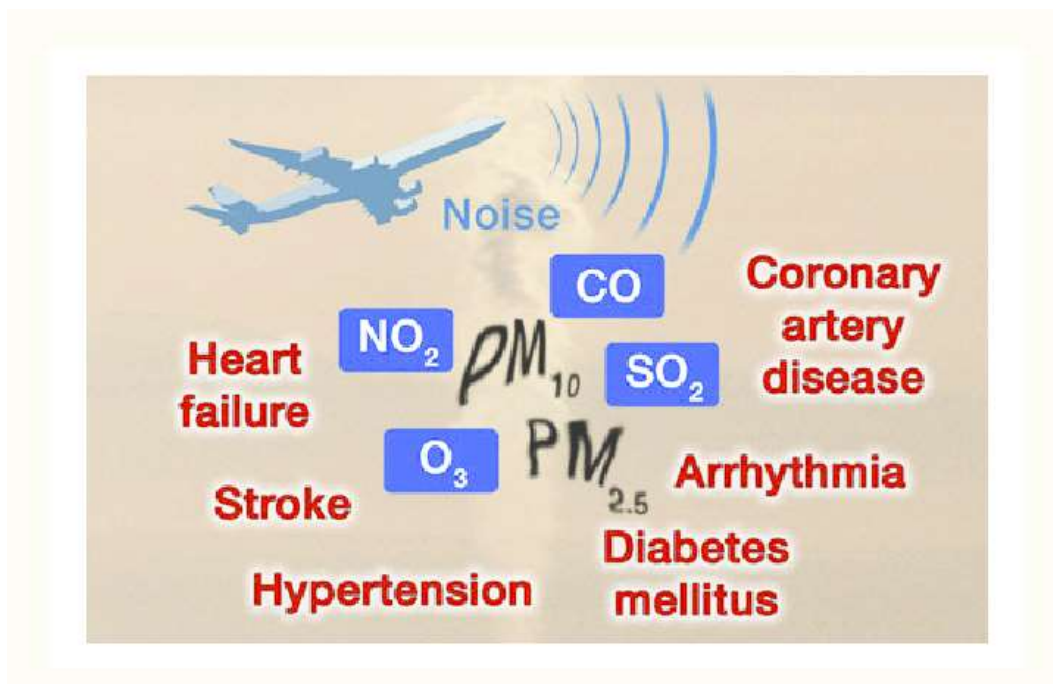 Noise
CO
NO₂
PM₁₀
SO₂
O₃
PM₂.₅
Heart
failure
Stroke
Hypertension
Coronary
artery
disease
Arrhythmia
Diabetes
mellitus